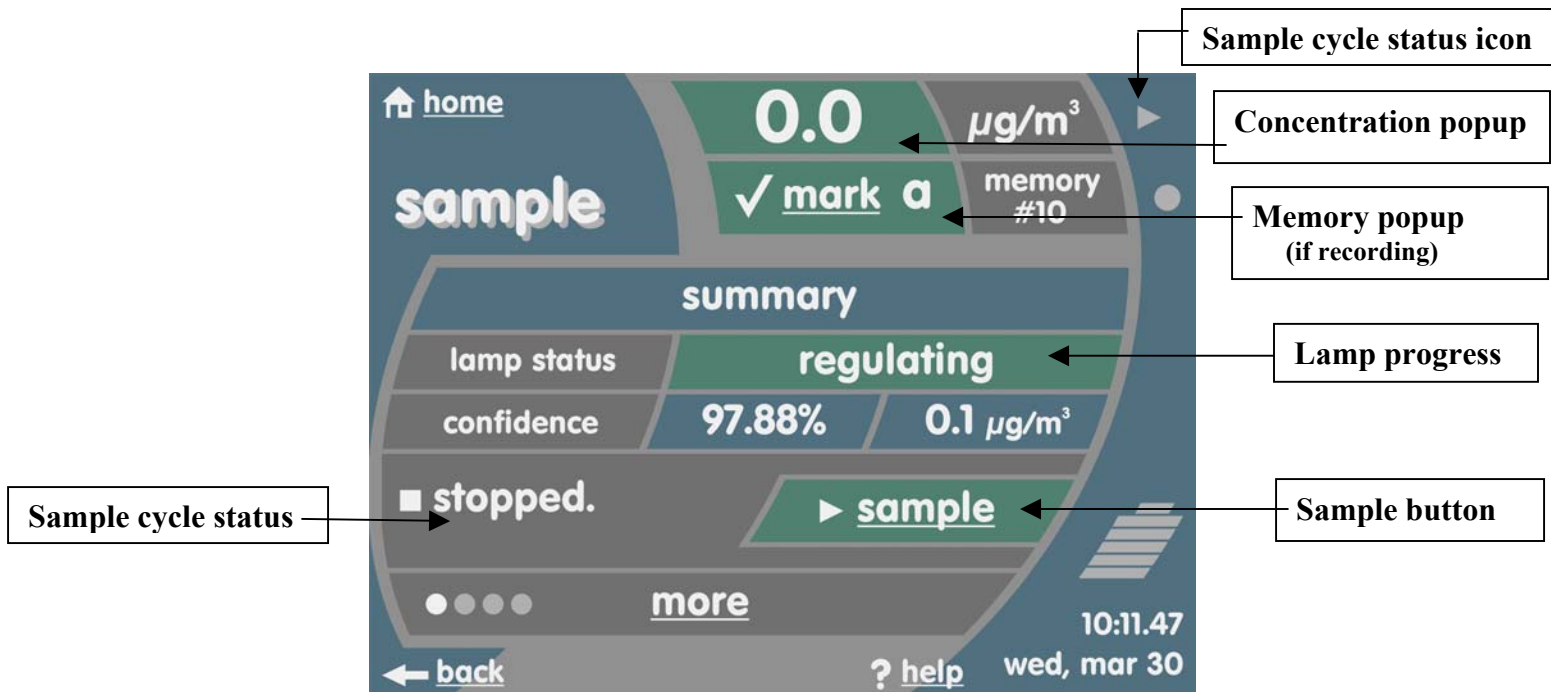 Sample cycle status icon
home
0.0
µg/m³
Concentration popup
sample
✓ mark a
memory
#10
Memory popup
(if recording)
summary
lamp status
regulating
Lamp progress
confidence
97.88%
0.1 µg/m³
■ stopped.
► sample
Sample cycle status
Sample button
more
10:11.47
back
? help
wed, mar 30